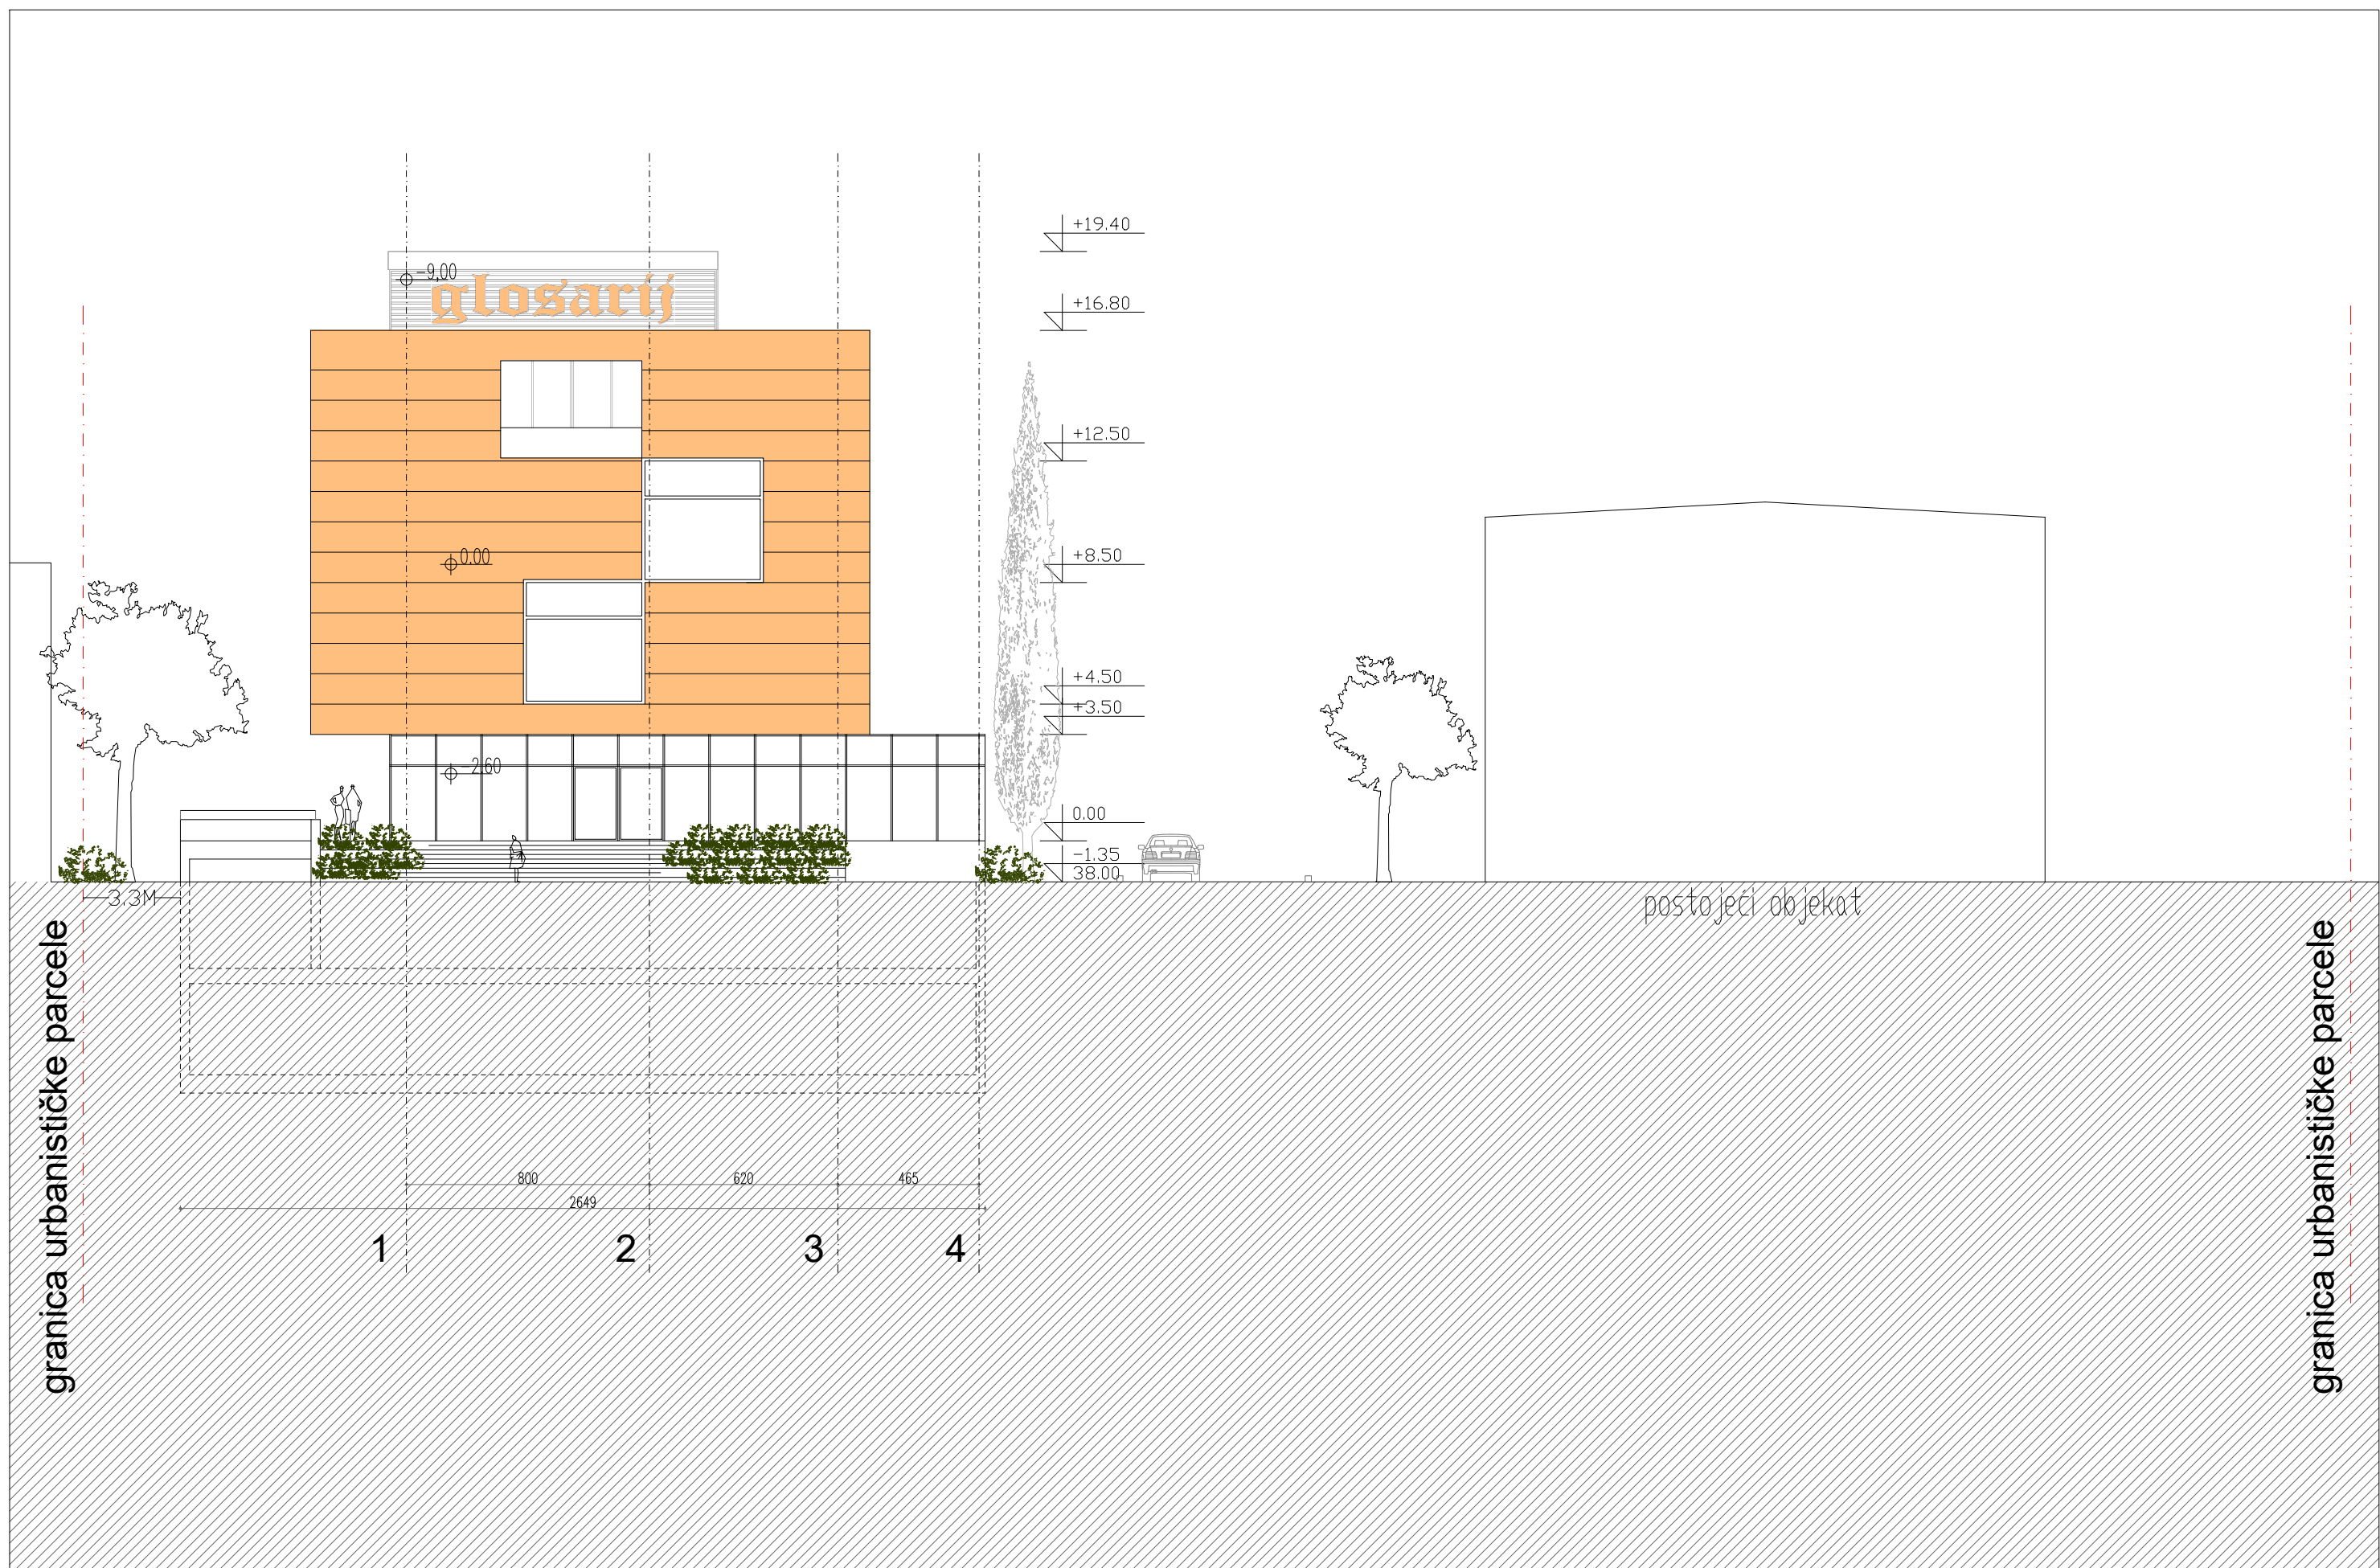 +19.40
-9,00
glosarij
+16.80
+12.50
+8.50
0.00
+4.50
+3.50
-2,60
0.00
-1.35
38.00
3.3M
postojeći objekat
granica urbanističke parcele
granica urbanističke parcele
800 620 465
2649
1 2 3 4